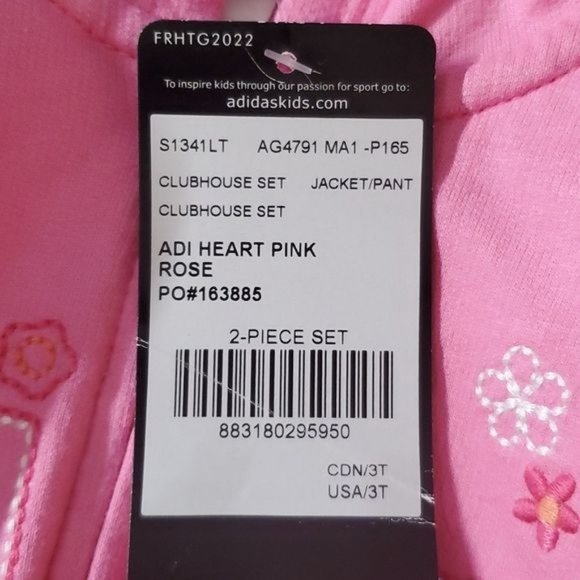 FRHTG2022
To inspire kids through our passion for sport go to:
adidaskids.com
S1341LT AG4791 MA1 -P165
CLUBHOUSE SET JACKET/PANT
CLUBHOUSE SET
ADI HEART PINK
ROSE
PO#163885
2-PIECE SET
883180295950
CDN/3T
USA/3T